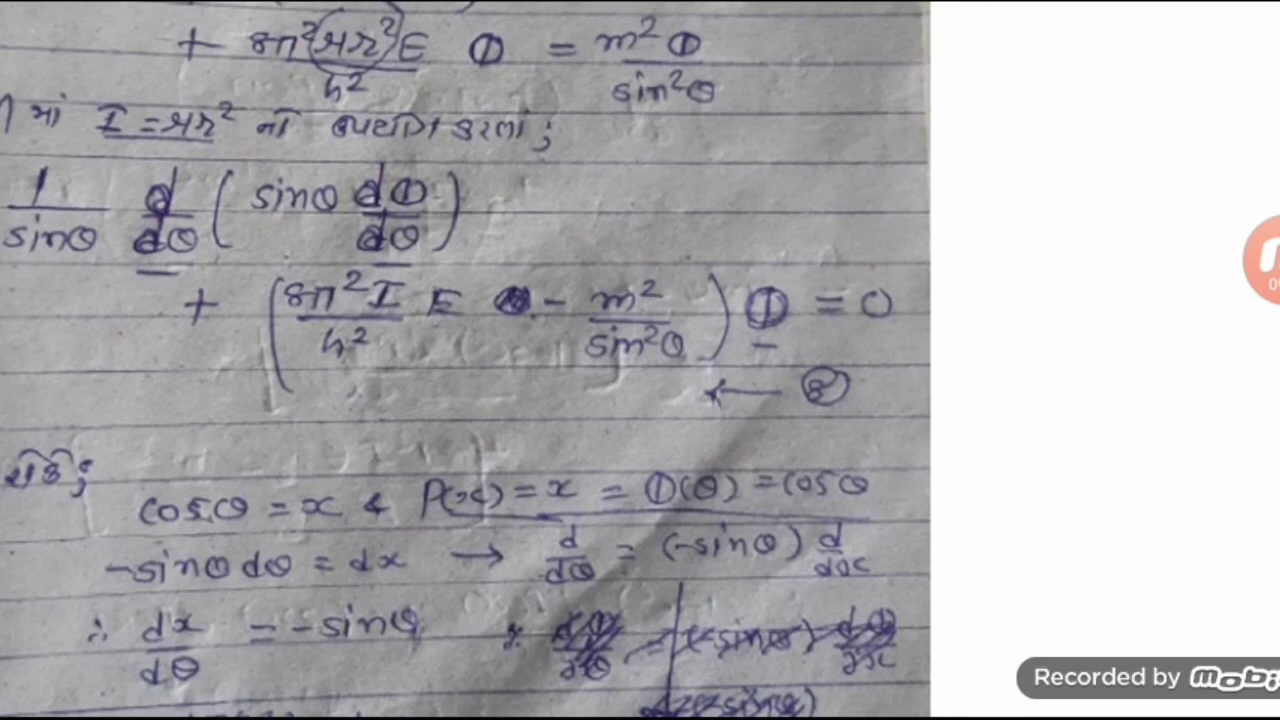 + 8π²(μr²)E / h² Θ = m²Θ / sin²θ
માં I = μr² નો ઉપયોગ કરતાં;
1/sinθ d/dθ ( sinθ dΘ/dθ )
+ ( 8π²I / h² E - m² / sin²θ ) Θ = 0
← 8
ધારો કે;
cosθ = x & P(x) = x = Θ(θ) = cosθ
-sinθ dθ = dx → d/dθ = (-sinθ) d/dx
∴ dx/dθ = -sinθ
Recorded by